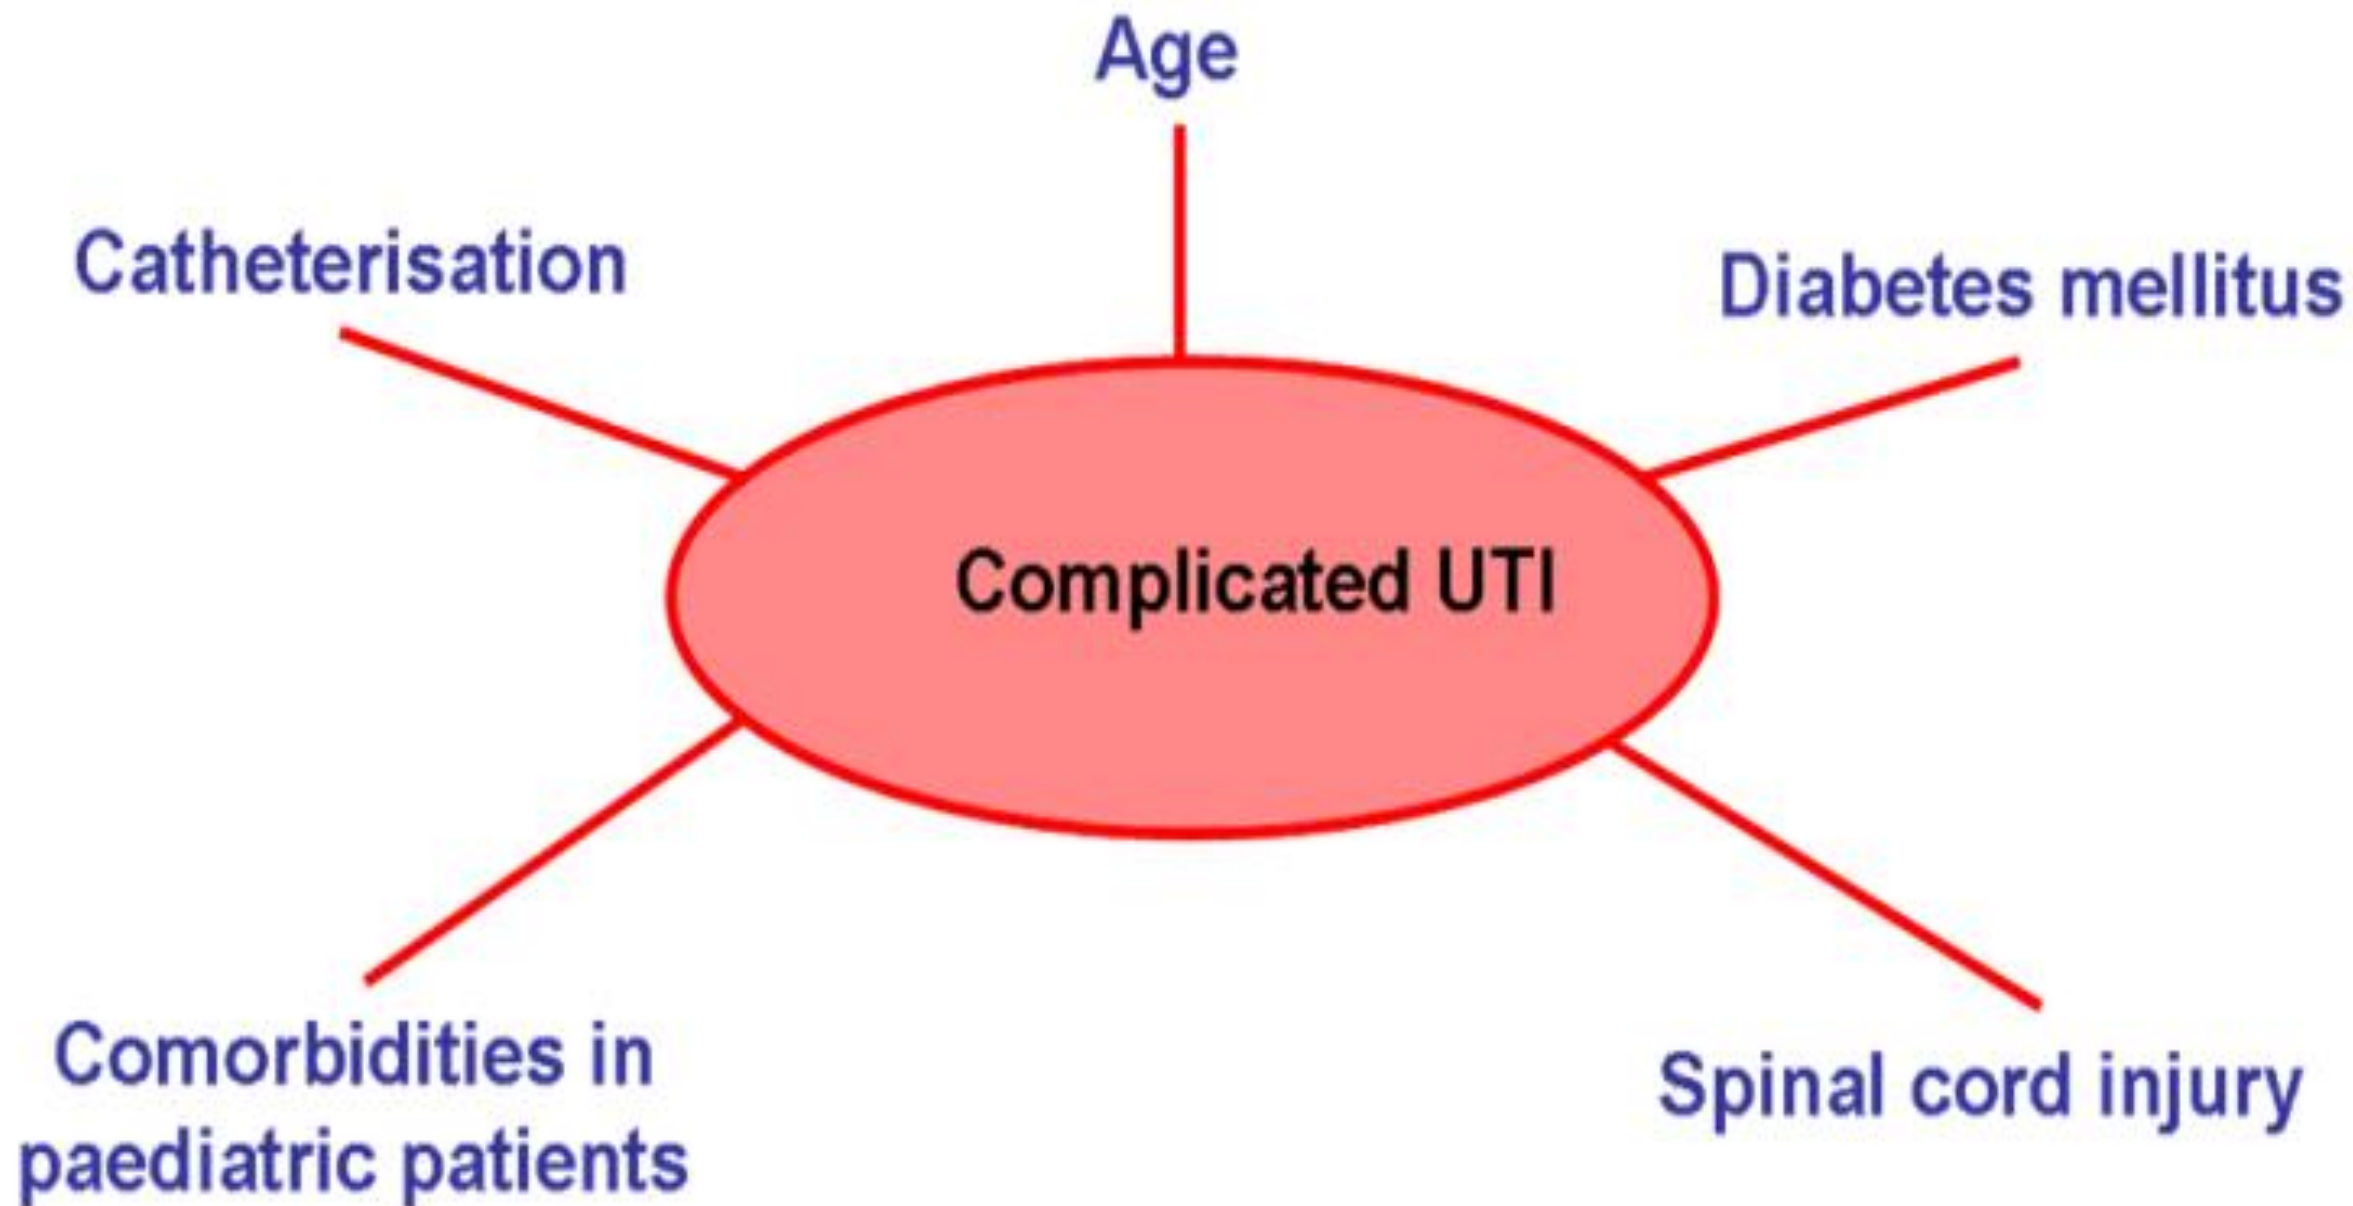 Age
Catheterisation
Diabetes mellitus
Complicated UTI
Comorbidities in
paediatric patients
Spinal cord injury